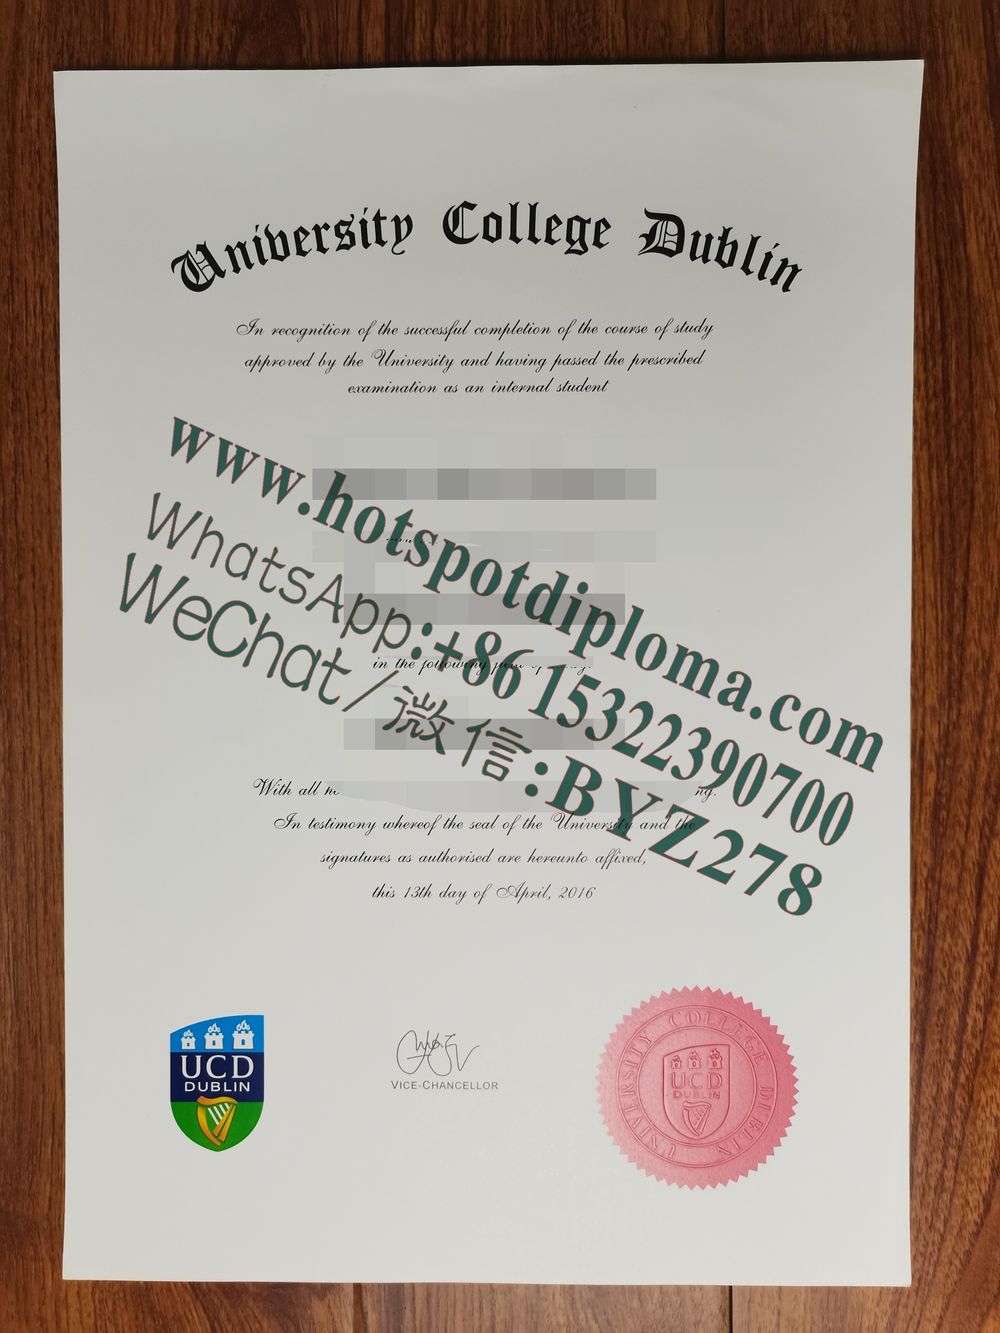 University College Dublin
In recognition of the successful completion of the course of study
approved by the University and having passed the prescribed
examination as an internal student
www.hotspotdiploma.com
WhatsApp:+86 15322390700
WeChat/微信:BYZ278
in the following
With all
In testimony whereof the seal of the University and the
signatures as authorised are hereunto affixed,
this 13th day of April, 2016
UCD
DUBLIN
VICE-CHANCELLOR
UNIVERSITY COLLEGE DUBLIN
UCD
DUBLIN